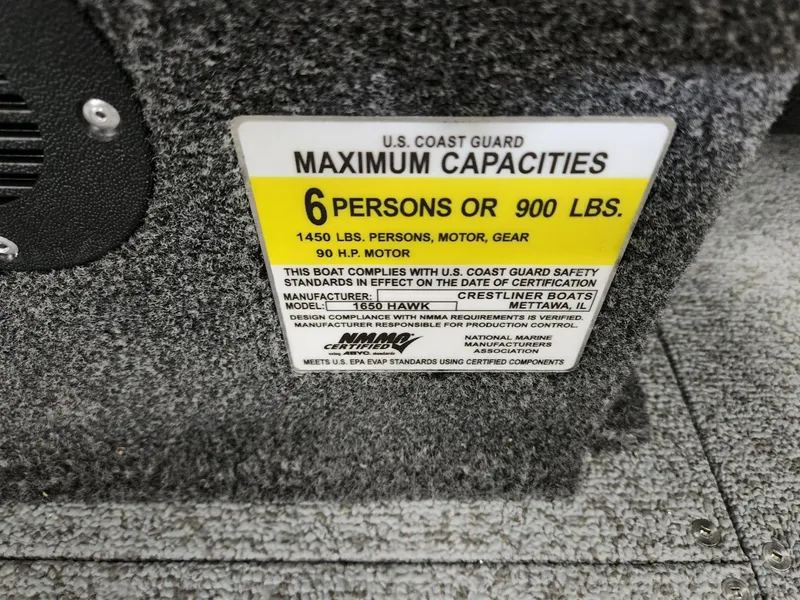 U.S. COAST GUARD
MAXIMUM CAPACITIES
6 PERSONS OR 900 LBS.
1450 LBS. PERSONS, MOTOR, GEAR
90 H.P. MOTOR
THIS BOAT COMPLIES WITH U.S. COAST GUARD SAFETY
STANDARDS IN EFFECT ON THE DATE OF CERTIFICATION
MANUFACTURER: CRESTLINER BOATS
MODEL: 1650 HAWK METTAWA, IL
DESIGN COMPLIANCE WITH NMMA REQUIREMENTS IS VERIFIED.
MANUFACTURER RESPONSIBLE FOR PRODUCTION CONTROL.
NMMA
CERTIFIED
using ABYC standards
NATIONAL MARINE
MANUFACTURERS
ASSOCIATION
MEETS U.S. EPA EVAP STANDARDS USING CERTIFIED COMPONENTS